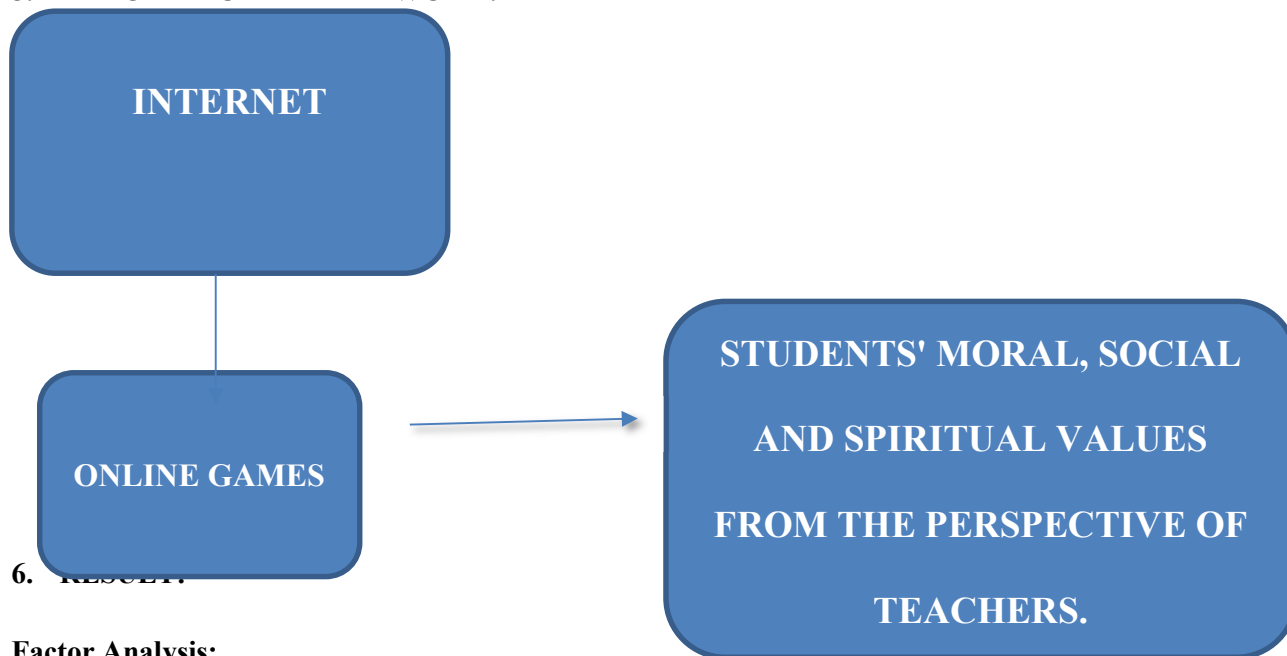 INTERNET
ONLINE GAMES
STUDENTS' MORAL, SOCIAL
AND SPIRITUAL VALUES
FROM THE PERSPECTIVE OF
TEACHERS.
6.
Factor Analysis: